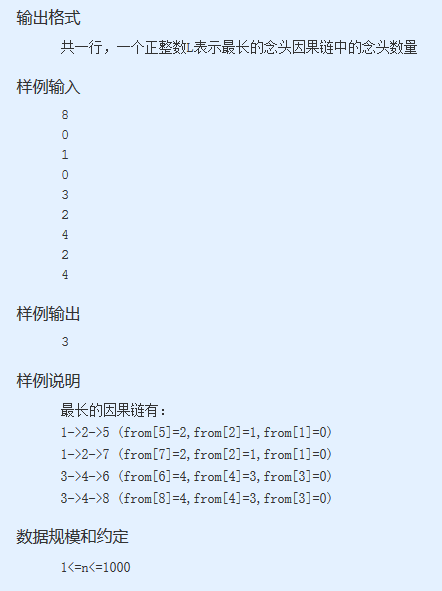 输出格式
共一行，一个正整数L表示最长的念头因果链中的念头数量
样例输入
8
0
1
0
3
2
4
2
4
样例输出
3
样例说明
最长的因果链有：
1->2->5 (from[5]=2,from[2]=1,from[1]=0)
1->2->7 (from[7]=2,from[2]=1,from[1]=0)
3->4->6 (from[6]=4,from[4]=3,from[3]=0)
3->4->8 (from[8]=4,from[4]=3,from[3]=0)
数据规模和约定
1<=n<=1000